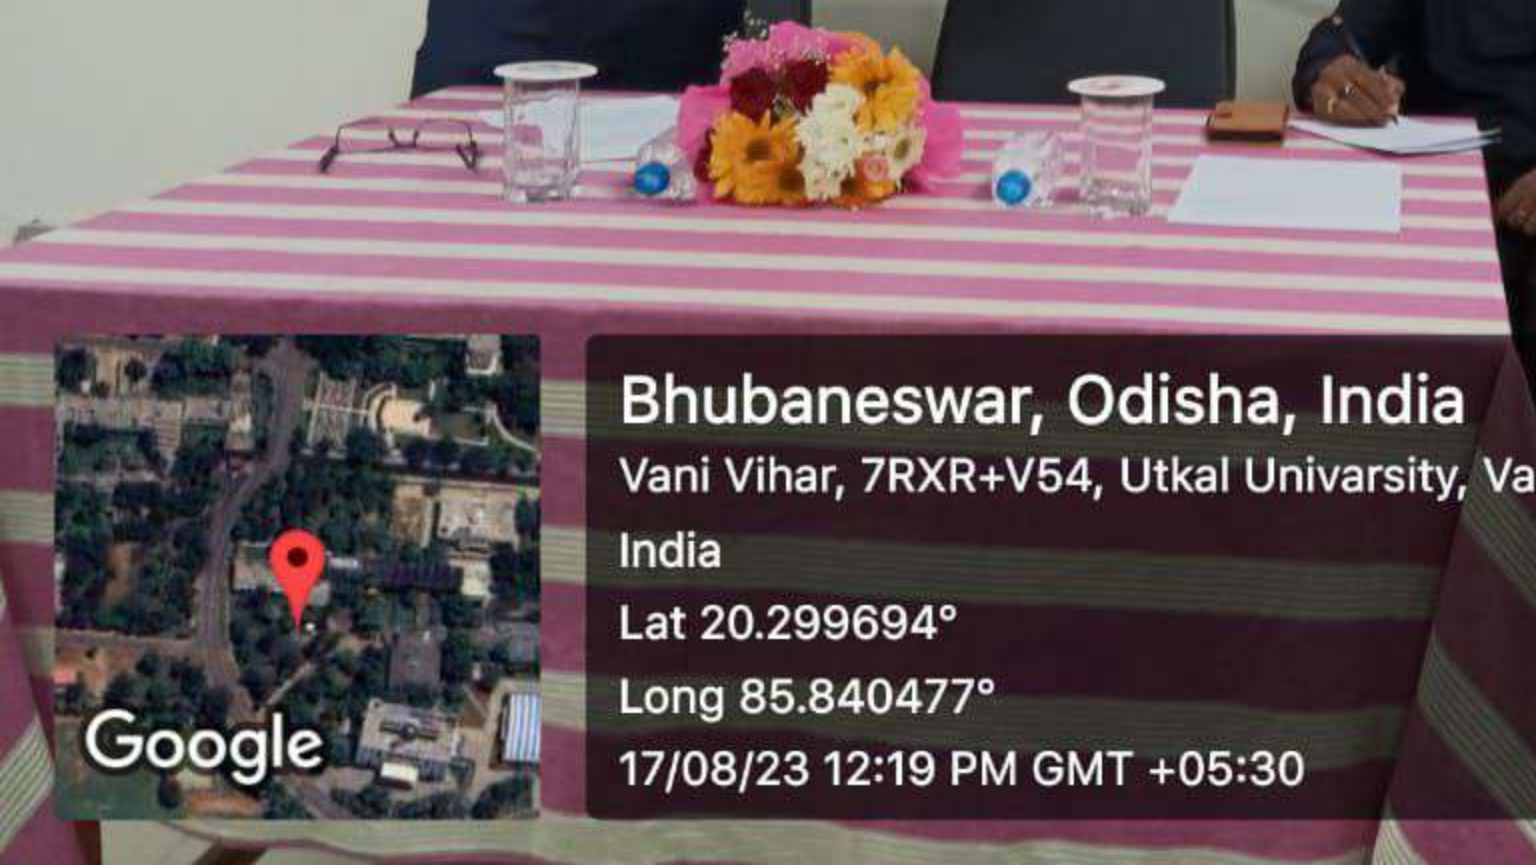 Bhubaneswar, Odisha, India
Vani Vihar, 7RXR+V54, Utkal Univarsity, Va
India
Lat 20.299694°
Long 85.840477°
17/08/23 12:19 PM GMT +05:30
Google